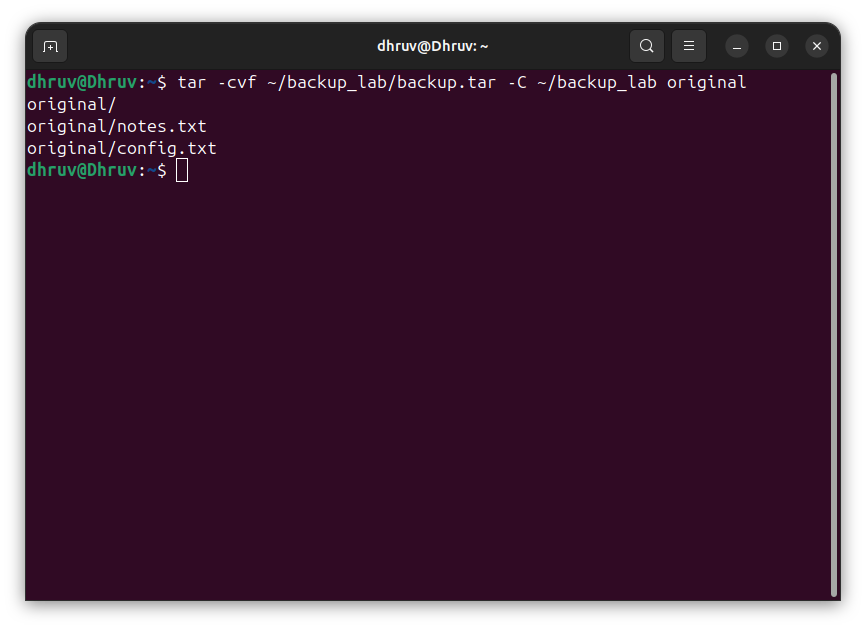 dhruv@Dhruv: ~
dhruv@Dhruv:~$ tar -cvf ~/backup_lab/backup.tar -C ~/backup_lab original
original/
original/notes.txt
original/config.txt
dhruv@Dhruv:~$